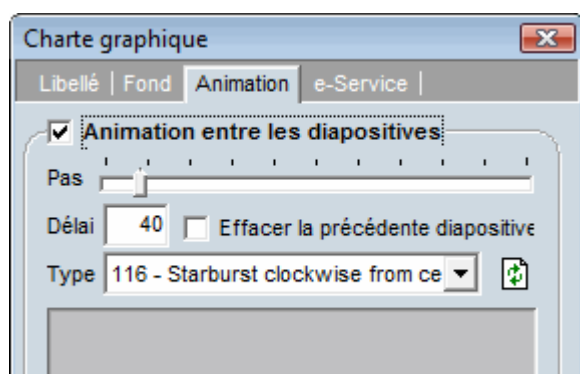 Charte graphique
Libellé | Fond Animation e-Service |
Animation entre les diapositives
Pas
Délai 40 Effacer la précédente diapositive
Type 116 - Starburst clockwise from ce